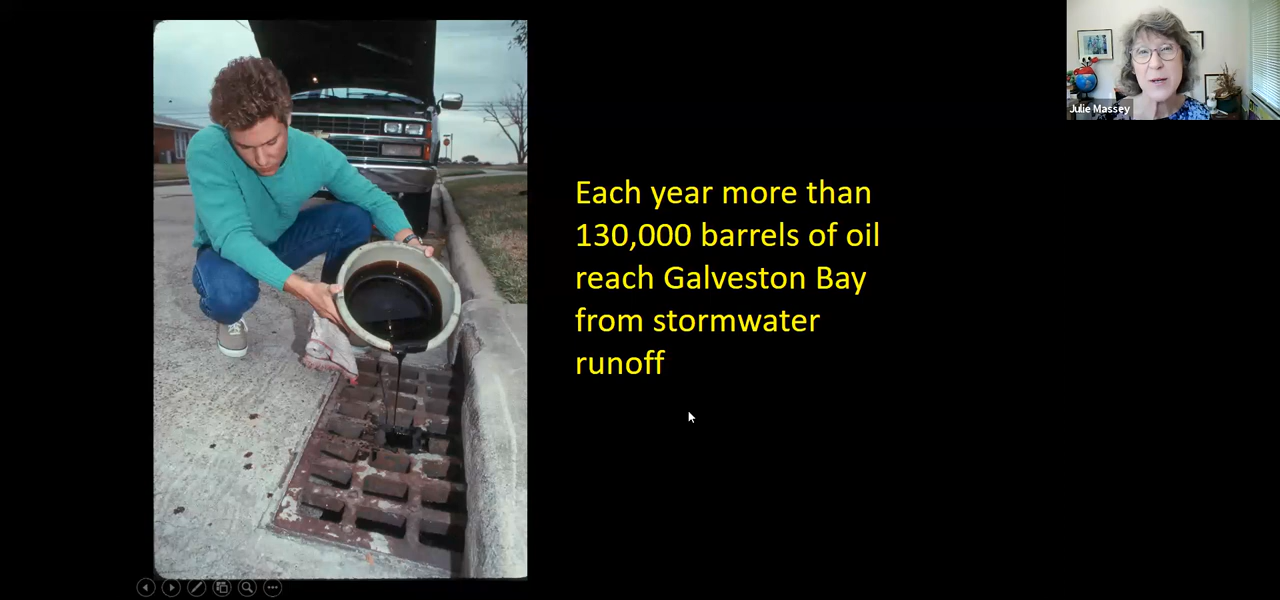 Julie Massey
Each year more than
130,000 barrels of oil
reach Galveston Bay
from stormwater
runoff